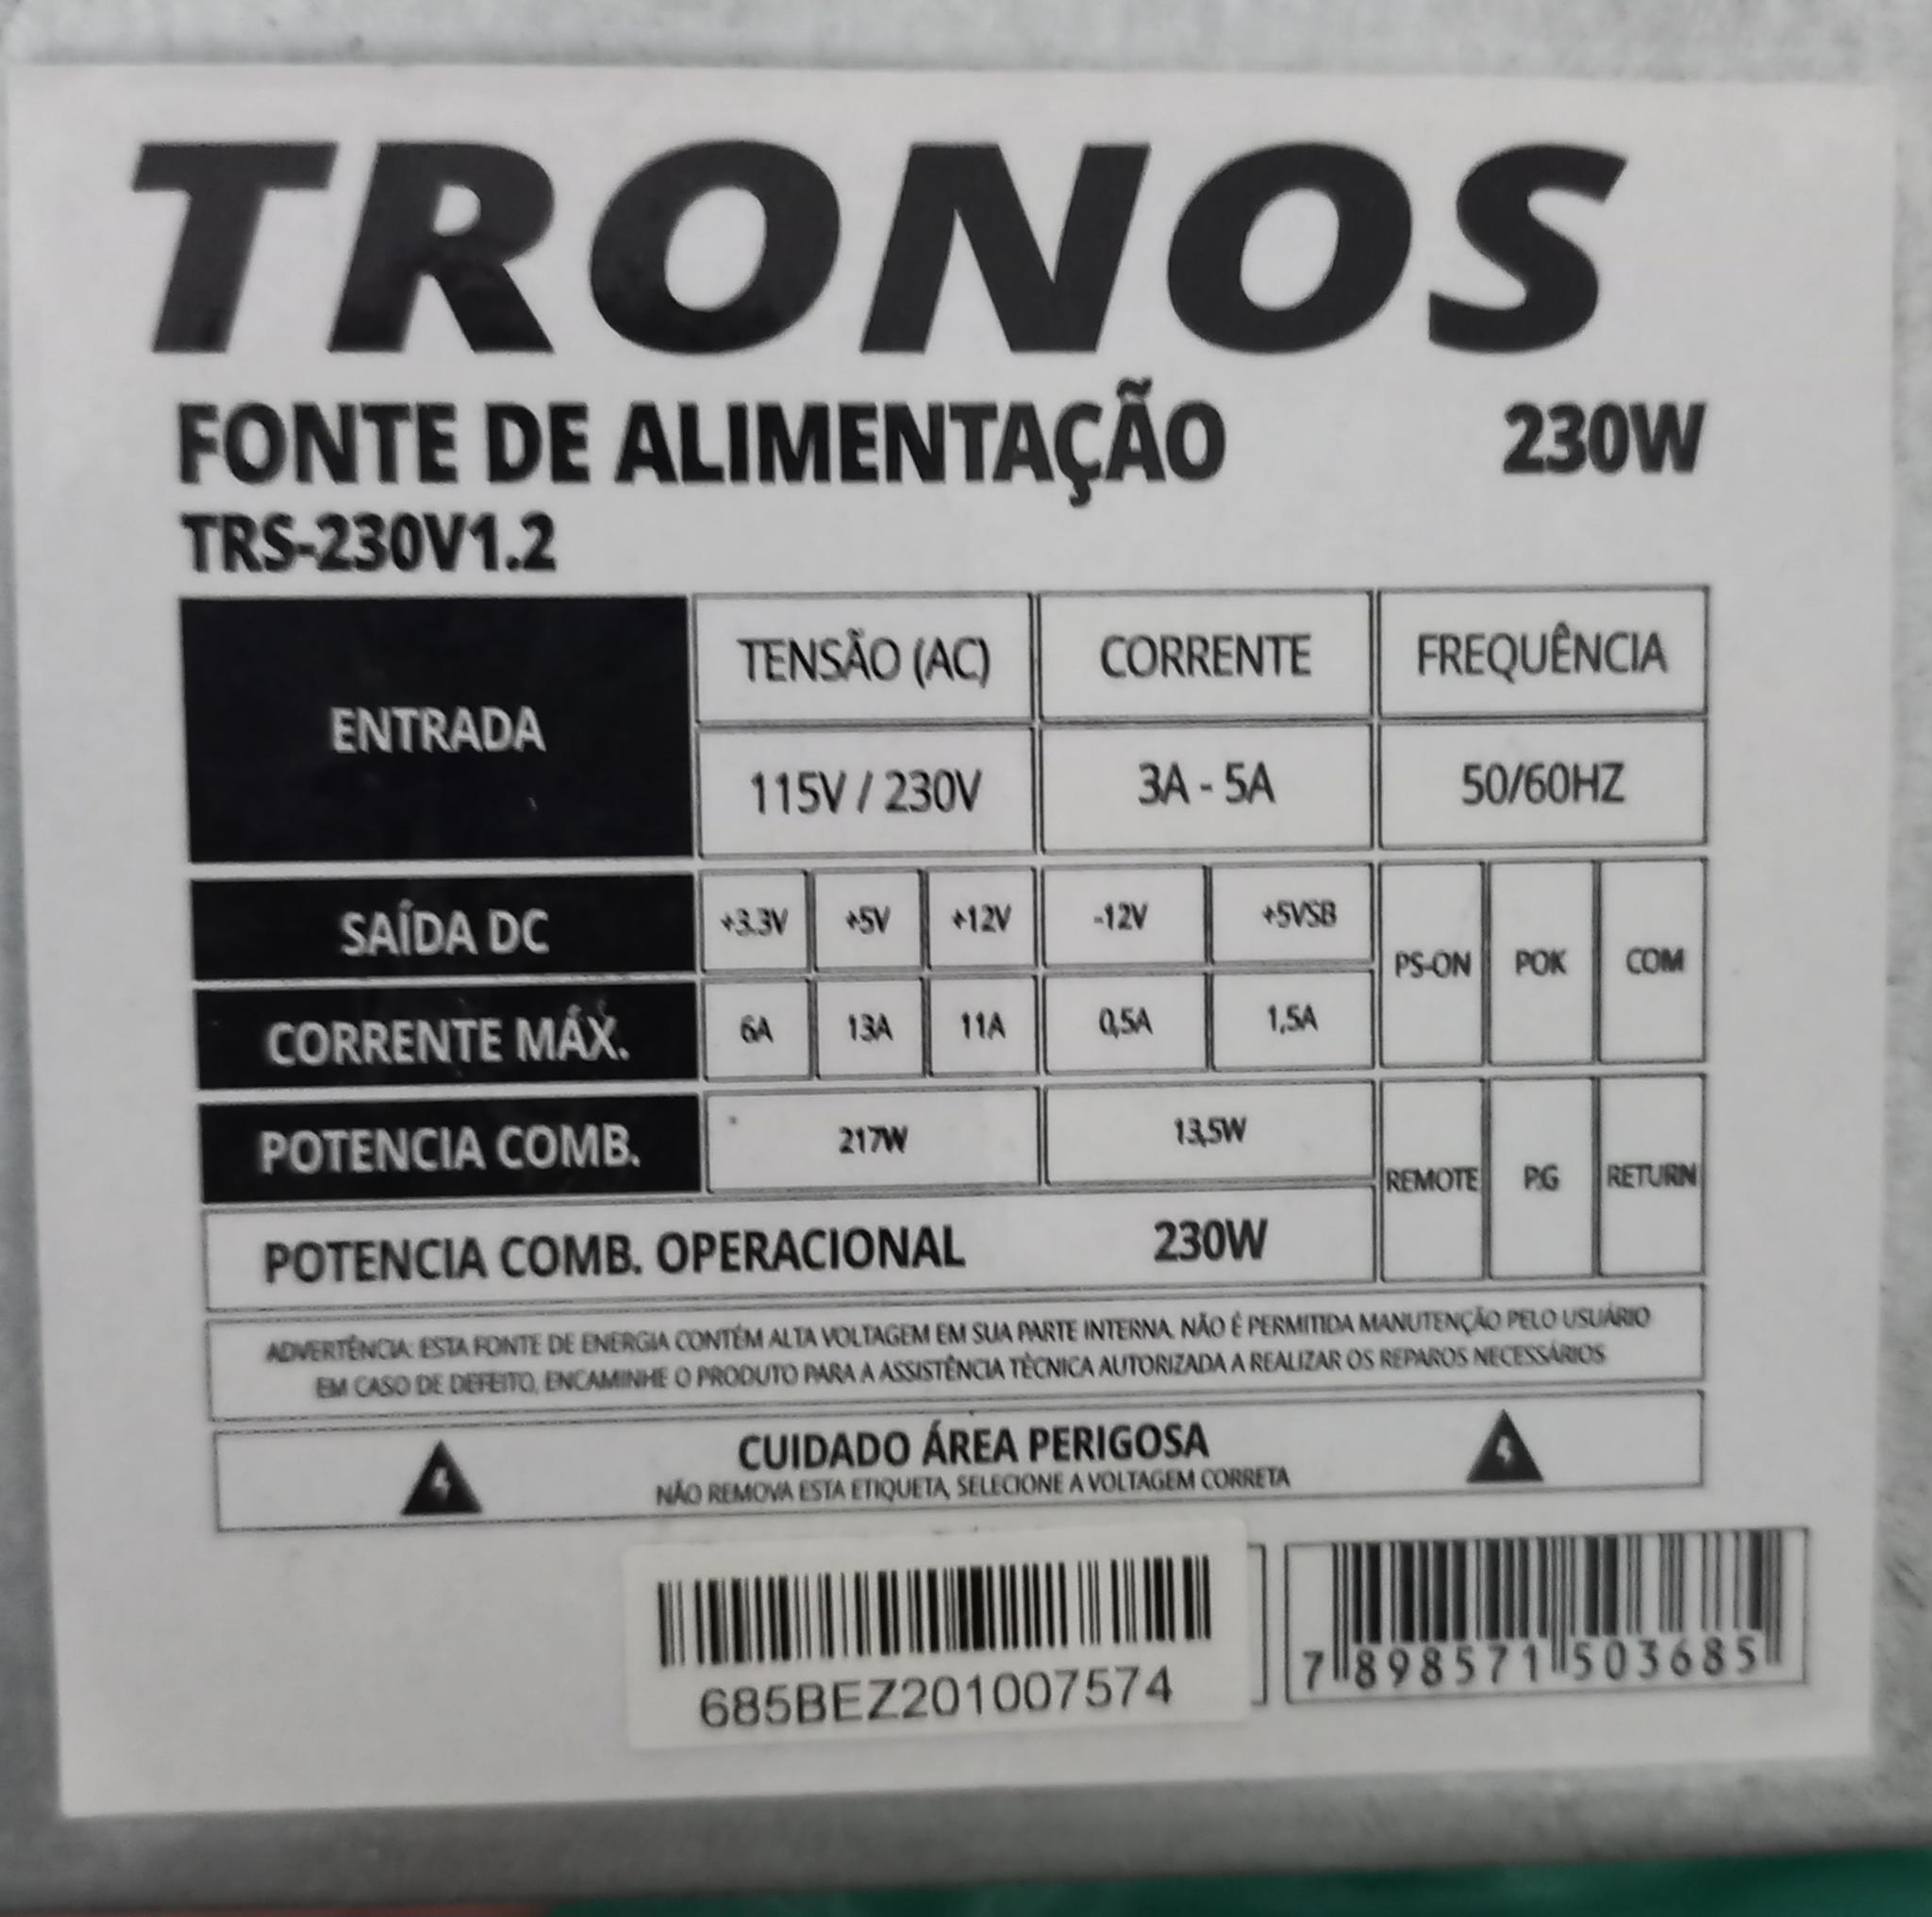 TRONOS
FONTE DE ALIMENTAÇÃO 230W
TRS-230V1.2
ENTRADA TENSÃO (AC) CORRENTE FREQUÊNCIA
115V / 230V 3A - 5A 50/60HZ
SAÍDA DC +3.3V +5V +12V -12V +5VSB PS-ON POK COM
CORRENTE MÁX. 6A 13A 11A 0,5A 1,5A
POTENCIA COMB. 217W 13,5W REMOTE P.G RETURN
POTENCIA COMB. OPERACIONAL 230W
ADVERTÊNCIA: ESTA FONTE DE ENERGIA CONTÉM ALTA VOLTAGEM EM SUA PARTE INTERNA. NÃO É PERMITIDA MANUTENÇÃO PELO USUÁRIO
EM CASO DE DEFEITO, ENCAMINHE O PRODUTO PARA A ASSISTÊNCIA TÈCNICA AUTORIZADA A REALIZAR OS REPAROS NECESSÁRIOS
CUIDADO ÁREA PERIGOSA
NÃO REMOVA ESTA ETIQUETA, SELECIONE A VOLTAGEM CORRETA
685BEZ201007574
7 898571 503685